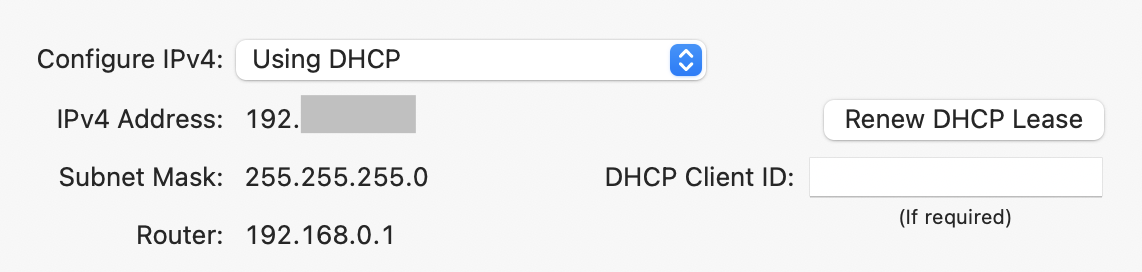 Configure IPv4: Using DHCP
IPv4 Address: 192.
Renew DHCP Lease
Subnet Mask: 255.255.255.0
DHCP Client ID:
(If required)
Router: 192.168.0.1